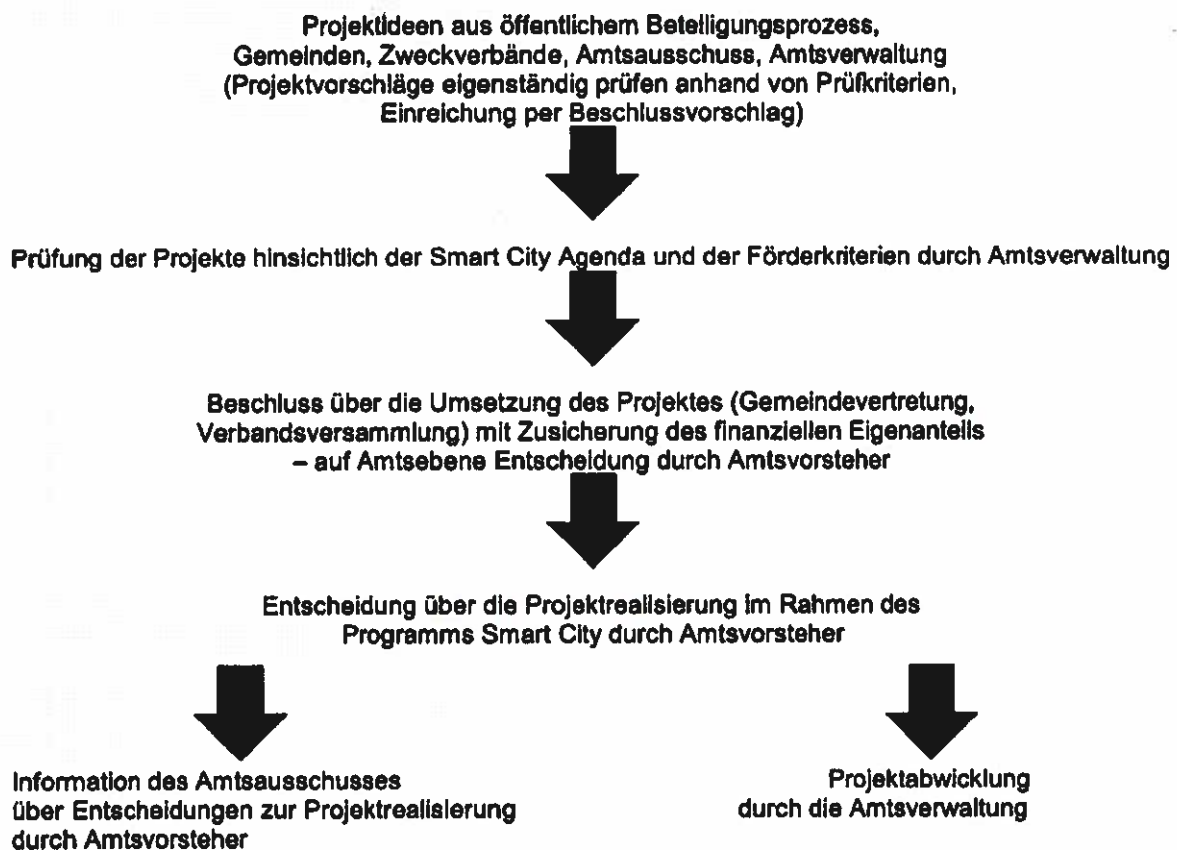 Projektideen aus öffentlichem Beteiligungsprozess,
Gemeinden, Zweckverbände, Amtsausschuss, Amtsverwaltung
(Projektvorschläge eigenständig prüfen anhand von Prüfkriterien,
Einreichung per Beschlussvorschlag)
Prüfung der Projekte hinsichtlich der Smart City Agenda und der Förderkriterien durch Amtsverwaltung
Beschluss über die Umsetzung des Projektes (Gemeindevertretung,
Verbandsversammlung) mit Zusicherung des finanziellen Eigenanteils
– auf Amtsebene Entscheidung durch Amtsvorsteher
Entscheidung über die Projektrealisierung im Rahmen des
Programms Smart City durch Amtsvorsteher
Information des Amtsausschusses
über Entscheidungen zur Projektrealisierung
durch Amtsvorsteher
Projektabwicklung
durch die Amtsverwaltung